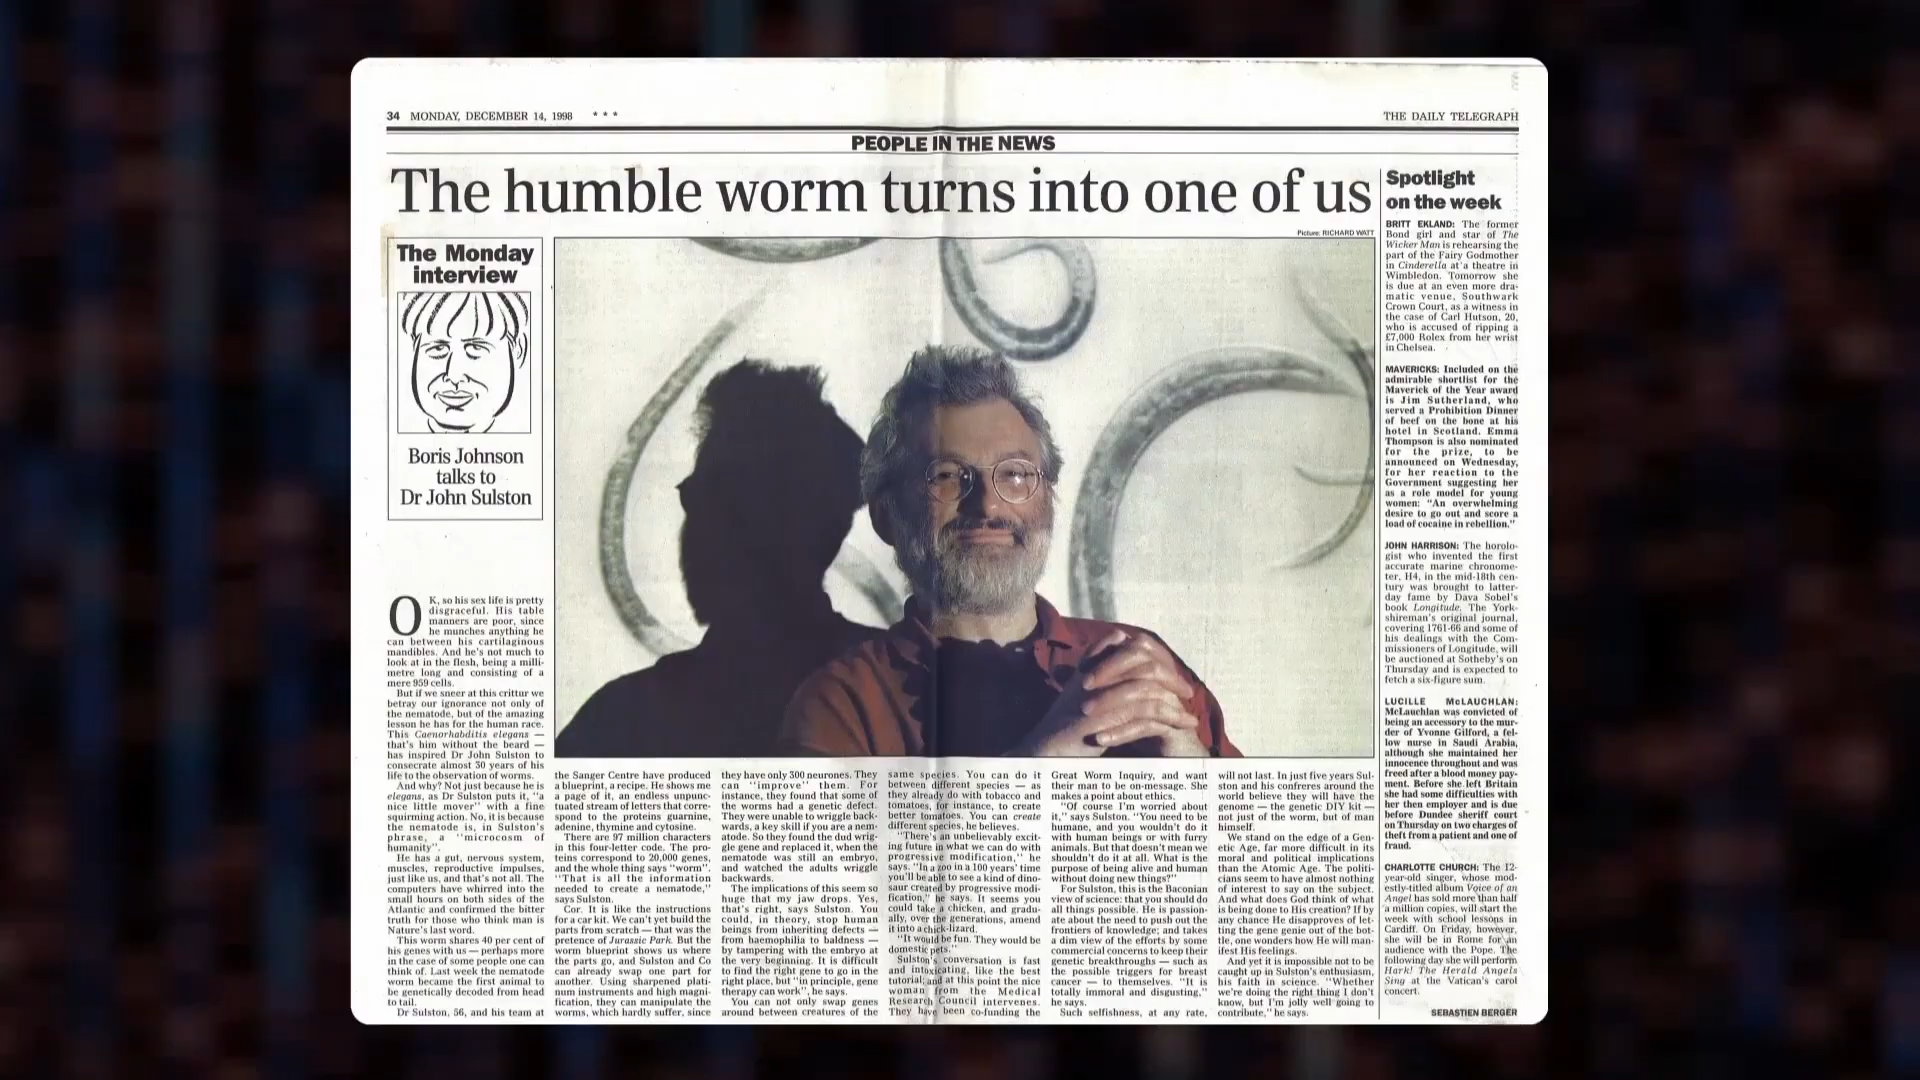 34 MONDAY, DECEMBER 14, 1998 * * *
THE DAILY TELEGRAPH
PEOPLE IN THE NEWS
The humble worm turns into one of us
Picture: RICHARD WATT
The Monday
interview
Boris Johnson
talks to
Dr John Sulston
OK, so his sex life is pretty
disgraceful. His table
manners are poor, since
he munches anything he
can between his cartilaginous
mandibles. And he's not much to
look at in the flesh, being a milli-
metre long and consisting of a
mere 959 cells.
But if we sneer at this crittur we
betray our ignorance not only of
the nematode, but of the amazing
lesson he has for the human race.
This Caenorhabditis elegans —
that's him without the beard —
has inspired Dr John Sulston to
consecrate almost 30 years of his
life to the observation of worms.
And why? Not just because he is
elegans, as Dr Sulston puts it, "a
nice little mover" with a fine
squirming action. No, it is because
the nematode is, in Sulston's
phrase, a "microcosm of
humanity".
He has a gut, nervous system,
muscles, reproductive impulses,
just like us, and that's not all. The
computers have whirred into the
small hours on both sides of the
Atlantic and confirmed the bitter
truth for those who think man is
Nature's last word.
This worm shares 40 per cent of
his genes with us — perhaps more
in the case of some people one can
think of. Last week the nematode
worm became the first animal to
be genetically decoded from head
to tail.
Dr Sulston, 56, and his team at
the Sanger Centre have produced
a blueprint, a recipe. He shows me
a page of it, an endless unpunc-
tuated stream of letters that corre-
spond to the proteins guarnine,
adenine, thymine and cytosine.
There are 97 million characters
in this four-letter code. The pro-
teins correspond to 20,000 genes,
and the whole thing says "worm".
"That is all the information
needed to create a nematode,"
says Sulston.
Cor. It is like the instructions
for a car kit. We can't yet build the
parts from scratch — that was the
pretence of Jurassic Park. But the
worm blueprint shows us where
the parts go, and Sulston and Co
can already swap one part for
another. Using sharpened plati-
num instruments and high magni-
fication, they can manipulate the
worms, which hardly suffer, since
they have only 300 neurones. They
can "improve" them. For
instance, they found that some of
the worms had a genetic defect.
They were unable to wriggle back-
wards, a key skill if you are a nem-
atode. So they found the dud wrig-
gle gene and replaced it, when the
nematode was still an embryo,
and watched the adults wriggle
backwards.
The implications of this seem so
huge that my jaw drops. Yes,
that's right, says Sulston. You
could, in theory, stop human
beings from inheriting defects —
from haemophilia to baldness —
by tampering with the embryo at
the very beginning. It is difficult
to find the right gene to go in the
right place, but "in principle, gene
therapy can work", he says.
You can not only swap genes
around between creatures of the
same species. You can do it
between different species — as
they already do with tobacco and
tomatoes, for instance, to create
better tomatoes. You can create
different species, he believes.
"There's an unbelievably excit-
ing future in what we can do with
progressive modification," he
says. "In a zoo in a 100 years' time
you'll be able to see a kind of dino-
saur created by progressive modi-
fication," he says. It seems you
could take a chicken, and gradu-
ally, over the generations, amend
it into a chick-lizard.
"It would be fun. They would be
domestic pets."
Sulston's conversation is fast
and intoxicating, like the best
tutorial; and at this point the nice
woman from the Medical
Research Council intervenes.
They have been co-funding the
Great Worm Inquiry, and want
their man to be on-message. She
makes a point about ethics.
"Of course I'm worried about
it," says Sulston. "You need to be
humane, and you wouldn't do it
with human beings or with furry
animals. But that doesn't mean we
shouldn't do it at all. What is the
purpose of being alive and human
without doing new things?"
For Sulston, this is the Baconian
view of science: that you should do
all things possible. He is passion-
ate about the need to push out the
frontiers of knowledge; and takes
a dim view of the efforts by some
commercial concerns to keep their
genetic breakthroughs — such as
the possible triggers for breast
cancer — to themselves. "It is
totally immoral and disgusting,"
he says.
Such selfishness, at any rate,
will not last. In just five years Sul-
ston and his confreres around the
world believe they will have the
genome — the genetic DIY kit —
not just of the worm, but of man
himself.
We stand on the edge of a Gen-
etic Age, far more difficult in its
moral and political implications
than the Atomic Age. The politi-
cians seem to have almost nothing
of interest to say on the subject.
And what does God think of what
is being done to His creation? If by
any chance He disapproves of let-
ting the gene genie out of the bot-
tle, one wonders how He will man-
ifest His feelings.
And yet it is impossible not to be
caught up in Sulston's enthusiasm,
his faith in science. "Whether
we're doing the right thing I don't
know, but I'm jolly well going to
contribute," he says.
Spotlight
on the week
BRITT EKLAND: The former
Bond girl and star of The
Wicker Man is rehearsing the
part of the Fairy Godmother
in Cinderella at a theatre in
Wimbledon. Tomorrow she
is due at an even more dra-
matic venue, Southwark
Crown Court, as a witness in
the case of Carl Hutson, 20,
who is accused of ripping a
£7,000 Rolex from her wrist
in Chelsea.
MAVERICKS: Included on the
admirable shortlist for the
Maverick of the Year award
is Jim Sutherland, who
served a Prohibition Dinner
of beef on the bone at his
hotel in Scotland. Emma
Thompson is also nominated
for the prize, to be
announced on Wednesday,
for her reaction to the
Government suggesting her
as a role model for young
women: "An overwhelming
desire to go out and score a
load of cocaine in rebellion."
JOHN HARRISON: The horolo-
gist who invented the first
accurate marine chronome-
ter, H4, in the mid-18th cen-
tury was brought to latter-
day fame by Dava Sobel's
book Longitude. The York-
shireman's original journal,
covering 1761-66 and some of
his dealings with the Com-
missioners of Longitude, will
be auctioned at Sotheby's on
Thursday and is expected to
fetch a six-figure sum.
LUCILLE McLAUCHLAN:
McLauchlan was convicted of
being an accessory to the mur-
der of Yvonne Gilford, a fel-
low nurse in Saudi Arabia,
although she maintained her
innocence throughout and was
freed after a blood money pay-
ment. Before she left Britain
she had some difficulties with
her then employer and is due
before Dundee sheriff court
on Thursday on two charges of
theft from a patient and one of
fraud.
CHARLOTTE CHURCH: The 12-
year-old singer, whose mod-
estly-titled album Voice of an
Angel has sold more than half
a million copies, will start the
week with school lessons in
Cardiff. On Friday, however,
she will be in Rome for an
audience with the Pope. The
following day she will perform
Hark! The Herald Angels
Sing at the Vatican's carol
concert.
SEBASTIEN BERGER